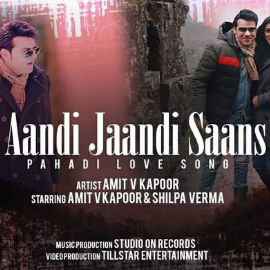 Aandi Jaandi Saans
PAHADI LOVE SONG
ARTIST AMIT V KAPOOR
STARRING AMIT V KAPOOR & SHILPA VERMA
MUSIC PRODUCTION STUDIO ON RECORDS
VIDEO PRODUCTION TILLSTAR ENTERTAINMENT